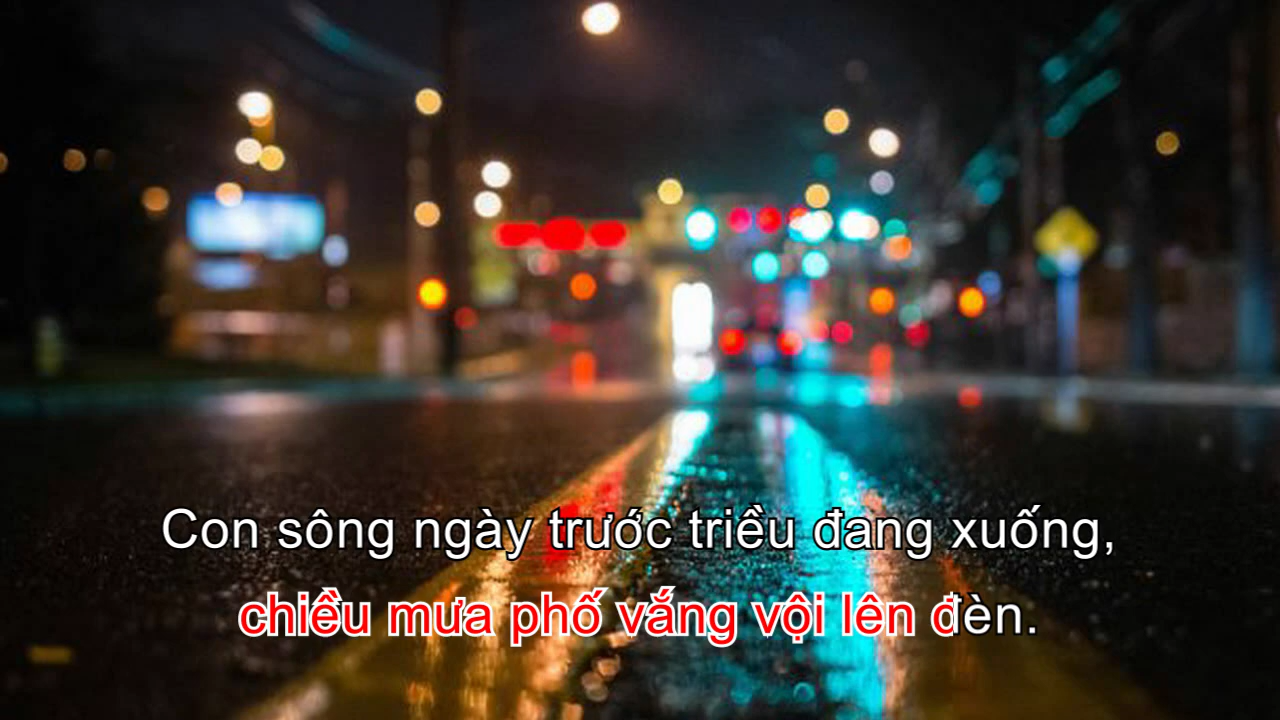 Con sông ngày trước triều đang xuống,
chiều mưa phố vắng vội lên đèn.